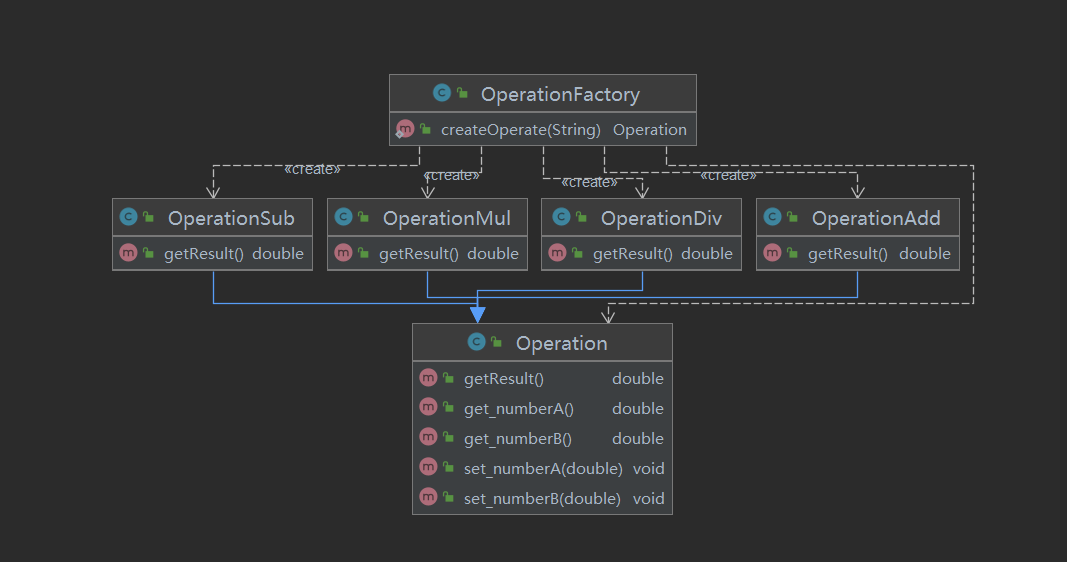 C OperationFactory
m createOperate(String) Operation
«create» «create» «create» «create»
C OperationSub C OperationMul C OperationDiv C OperationAdd
m getResult() double m getResult() double m getResult() double m getResult() double
C Operation
m getResult() double
m get_numberA() double
m get_numberB() double
m set_numberA(double) void
m set_numberB(double) void